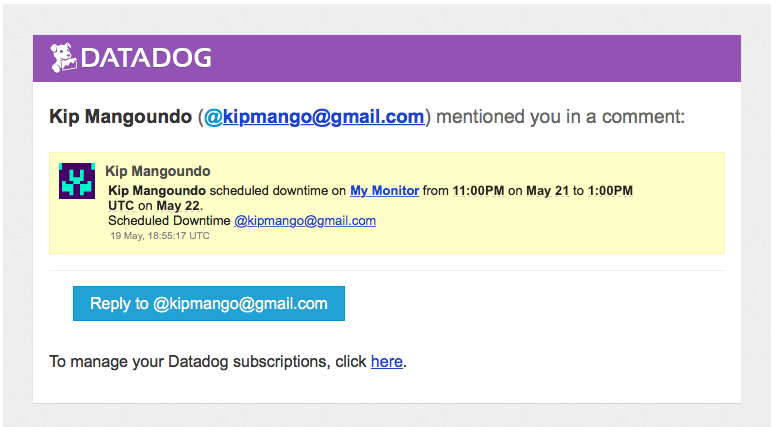 DATADOG
Kip Mangoundo (@kipmango@gmail.com) mentioned you in a comment:
Kip Mangoundo
Kip Mangoundo scheduled downtime on My Monitor from 11:00PM on May 21 to 1:00PM
UTC on May 22.
Scheduled Downtime @kipmango@gmail.com
19 May, 18:55:17 UTC
Reply to @kipmango@gmail.com
To manage your Datadog subscriptions, click here.